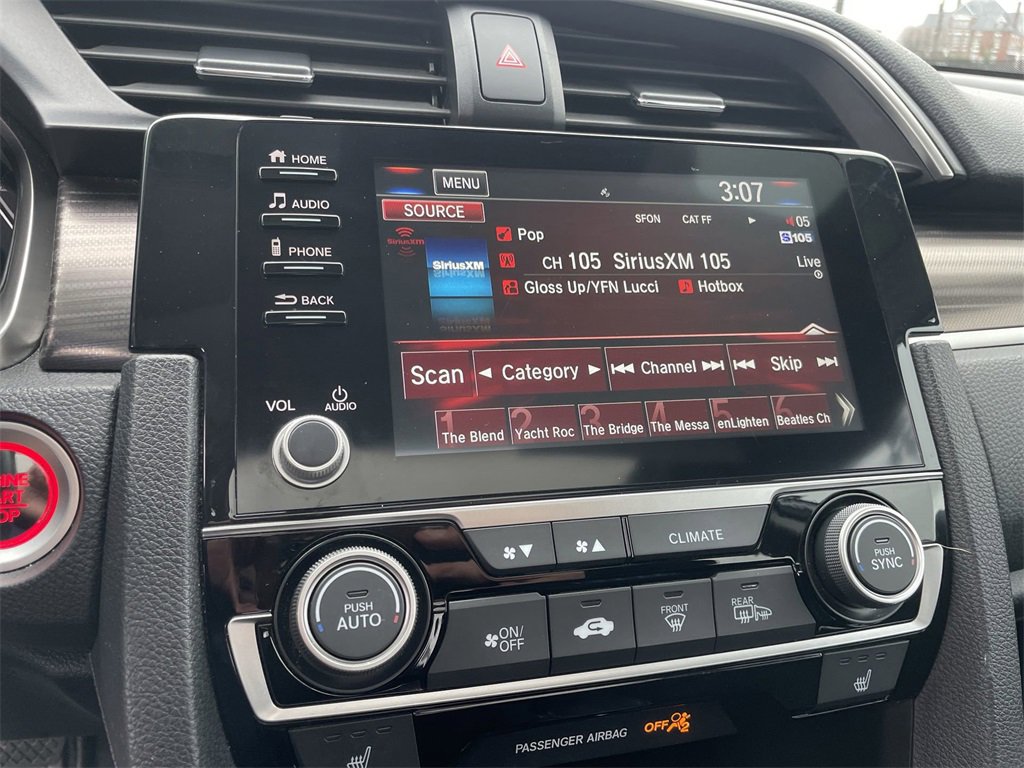 HOME
AUDIO
PHONE
BACK
VOL
AUDIO
MENU
3:07
SOURCE
SFON CAT FF 05
SiriusXM
SiriusXM
Pop
S105
CH 105 SiriusXM 105
Live
Gloss Up/YFN Lucci Hotbox
Scan Category Channel Skip
1 2 3 4 5 6
The Blend Yacht Roc The Bridge The Messa enLighten Beatles Ch
CLIMATE
PUSH
AUTO
ON/
OFF
FRONT
REAR
PUSH
SYNC
PASSENGER AIRBAG OFF 2